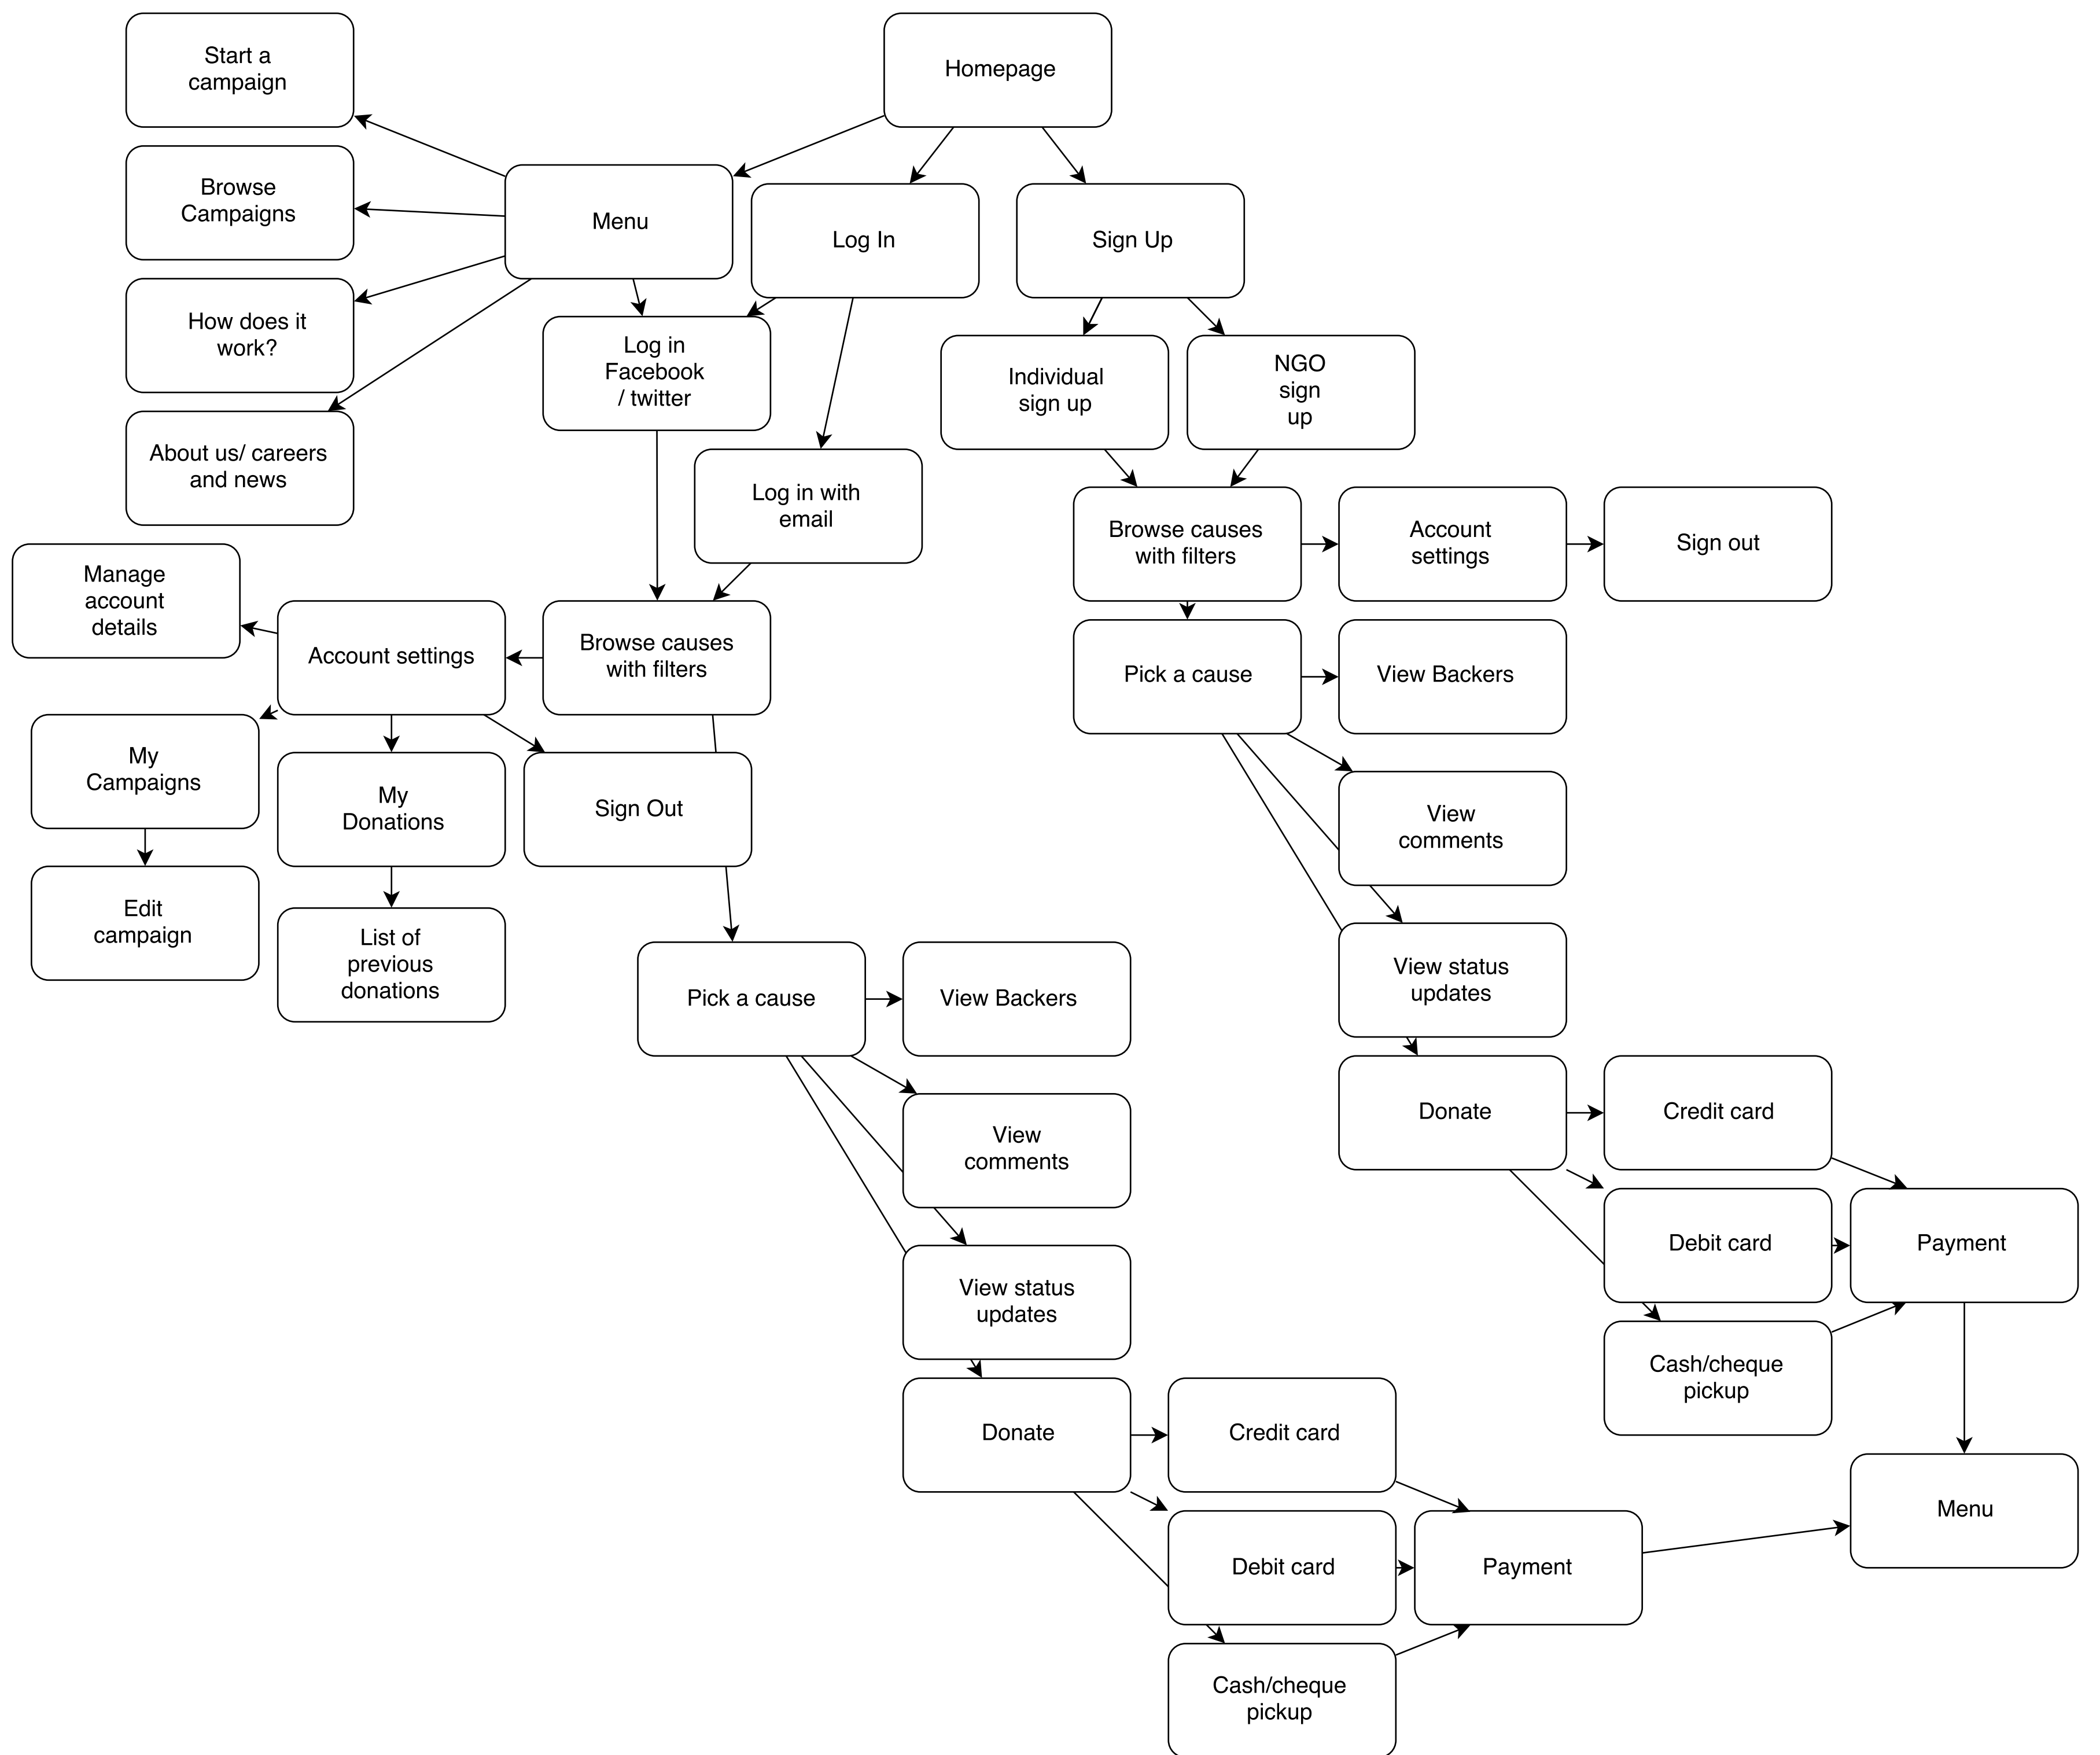 Homepage
Start a
campaign
Browse
Campaigns
Menu
Log In
Sign Up
How does it
work?
Log in
Facebook
/ twitter
Individual
sign up
NGO
sign
up
About us/ careers
and news
Log in with
email
Browse causes
with filters
Account
settings
Sign out
Manage
account
details
Account settings
Browse causes
with filters
Pick a cause
View Backers
My
Campaigns
My
Donations
Sign Out
View
comments
Edit
campaign
List of
previous
donations
Pick a cause
View Backers
View status
updates
View
comments
Donate
Credit card
View status
updates
Debit card
Payment
Cash/cheque
pickup
Donate
Credit card
Menu
Debit card
Payment
Cash/cheque
pickup